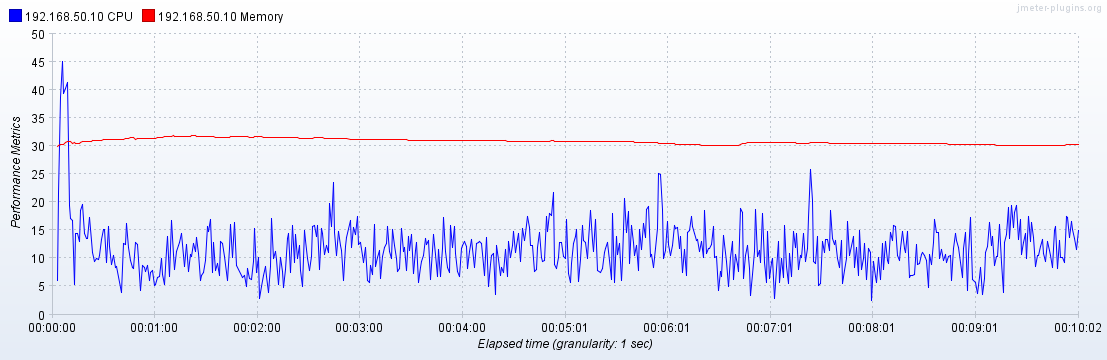 jmeter-plugins.org
192.168.50.10 CPU 192.168.50.10 Memory
50
45
40
35
30
25
20
15
10
5
0
Performance Metrics
00:00:00 00:01:00 00:02:00 00:03:00 00:04:00 00:05:01 00:06:01 00:07:01 00:08:01 00:09:01 00:10:02
Elapsed time (granularity: 1 sec)